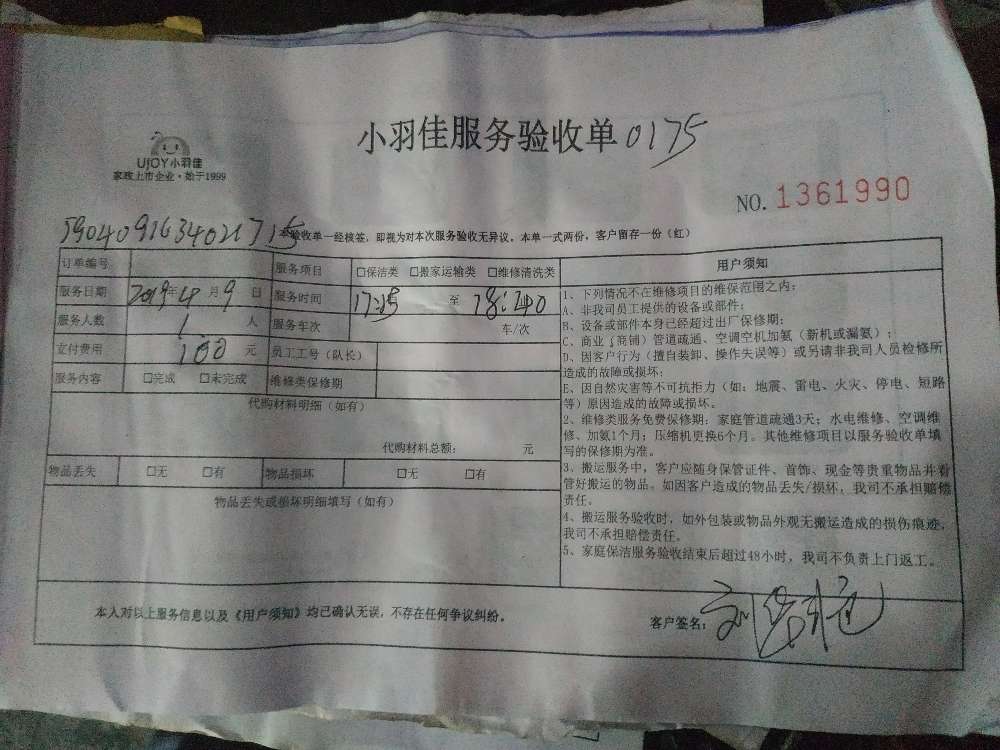 小羽佳服务验收单0175
UJOY小羽佳
家政上市企业·始于1999
NO. 1361990
本验收单一经核签，即视为对本次服务验收无异议。本单一式两份，客户留存一份（红）
订单编号 服务项目 □保洁类 □搬家运输类 □维修清洗类
服务日期 2019年4月9日 服务时间 17:25 至 18:40
服务人数 1 人 服务车次 车/次
支付费用 100 元 员工工号（队长）
服务内容 □完成 □未完成 维修类保修期
代购材料明细（如有）
代购材料总额： 元
物品丢失 □无 □有 物品损坏 □无 □有
物品丢失或损坏明细填写（如有）
用户须知
1、下列情况不在维修项目的维保范围之内：
A、非我司员工提供的设备或部件；
B、设备或部件本身已经超过出厂保修期；
C、商业（商铺）管道疏通、空调空机加氨（新机或漏氨）；
D、因客户行为（擅自装卸、操作失误等）或另请非我司人员检修所
造成的故障或损坏；
E、因自然灾害等不可抗拒力（如：地震、雷电、火灾、停电、短路
等）原因造成的故障或损坏。
2、维修类服务免费保修期：家庭管道疏通3天；水电维修、空调维
修、加氨1个月；压缩机更换6个月。其他维修项目以服务验收单填
写的保修期为准。
3、搬运服务中，客户应随身保管证件、首饰、现金等贵重物品并看
管好搬运的物品。如因客户造成的物品丢失/损坏，我司不承担赔偿
责任。
4、搬运服务验收时，如外包装或物品外观无搬运造成的损伤痕迹，
我司不承担赔偿责任。
5、家庭保洁服务验收结束后超过48小时，我司不负责上门返工。
本人对以上服务信息以及《用户须知》均已确认无误，不存在任何争议纠纷。
客户签名：